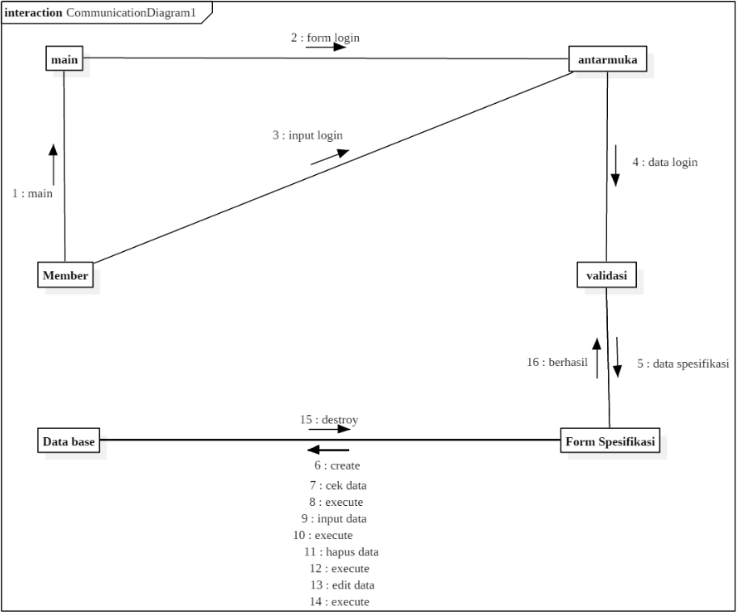 interaction CommunicationDiagram1
2 : form login
main
antarmuka
3 : input login
4 : data login
1 : main
Member
validasi
16 : berhasil
5 : data spesifikasi
15 : destroy
Data base
Form Spesifikasi
6 : create
7 : cek data
8 : execute
9 : input data
10 : execute
11 : hapus data
12 : execute
13 : edit data
14 : execute